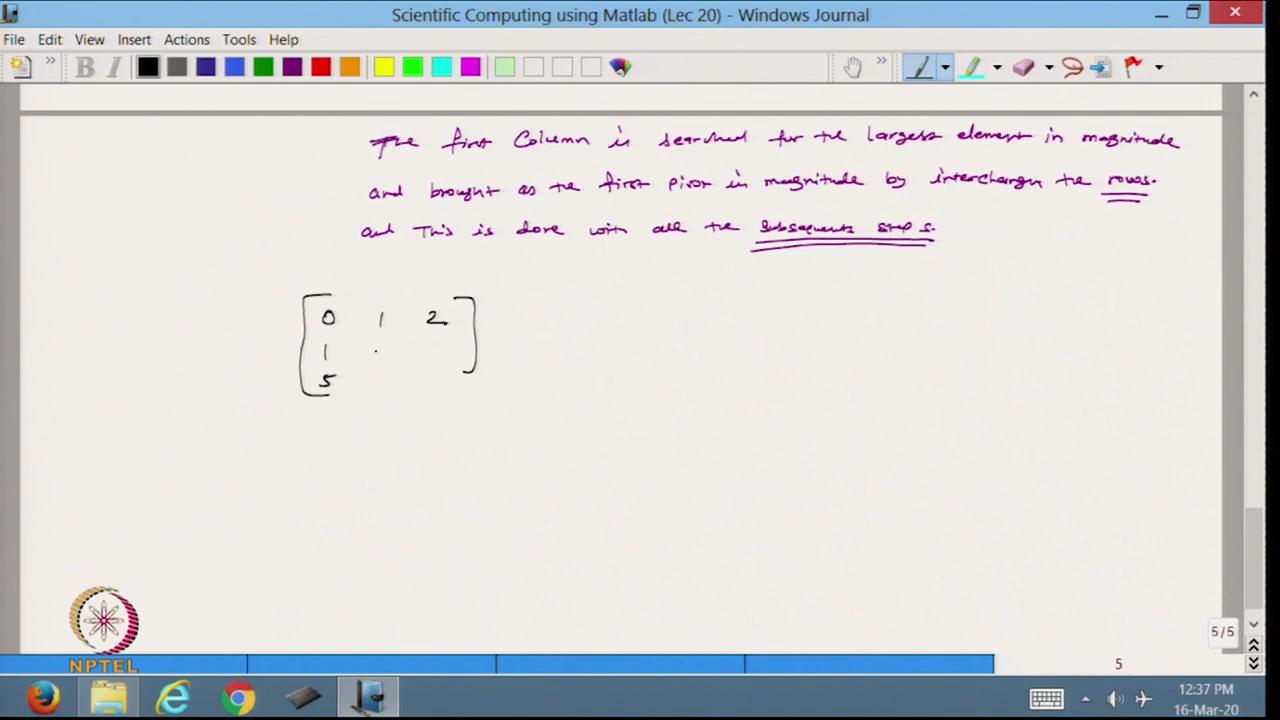 Scientific Computing using Matlab (Lec 20) - Windows Journal
File Edit View Insert Actions Tools Help
The first Column is searched for the largest element in magnitude
and brought as the first pivot in magnitude by interchangn the rows.
and This is done with all the Subsequents steps.
0 1 2
1
5
5/5
NPTEL
5
12:37 PM
16-Mar-20